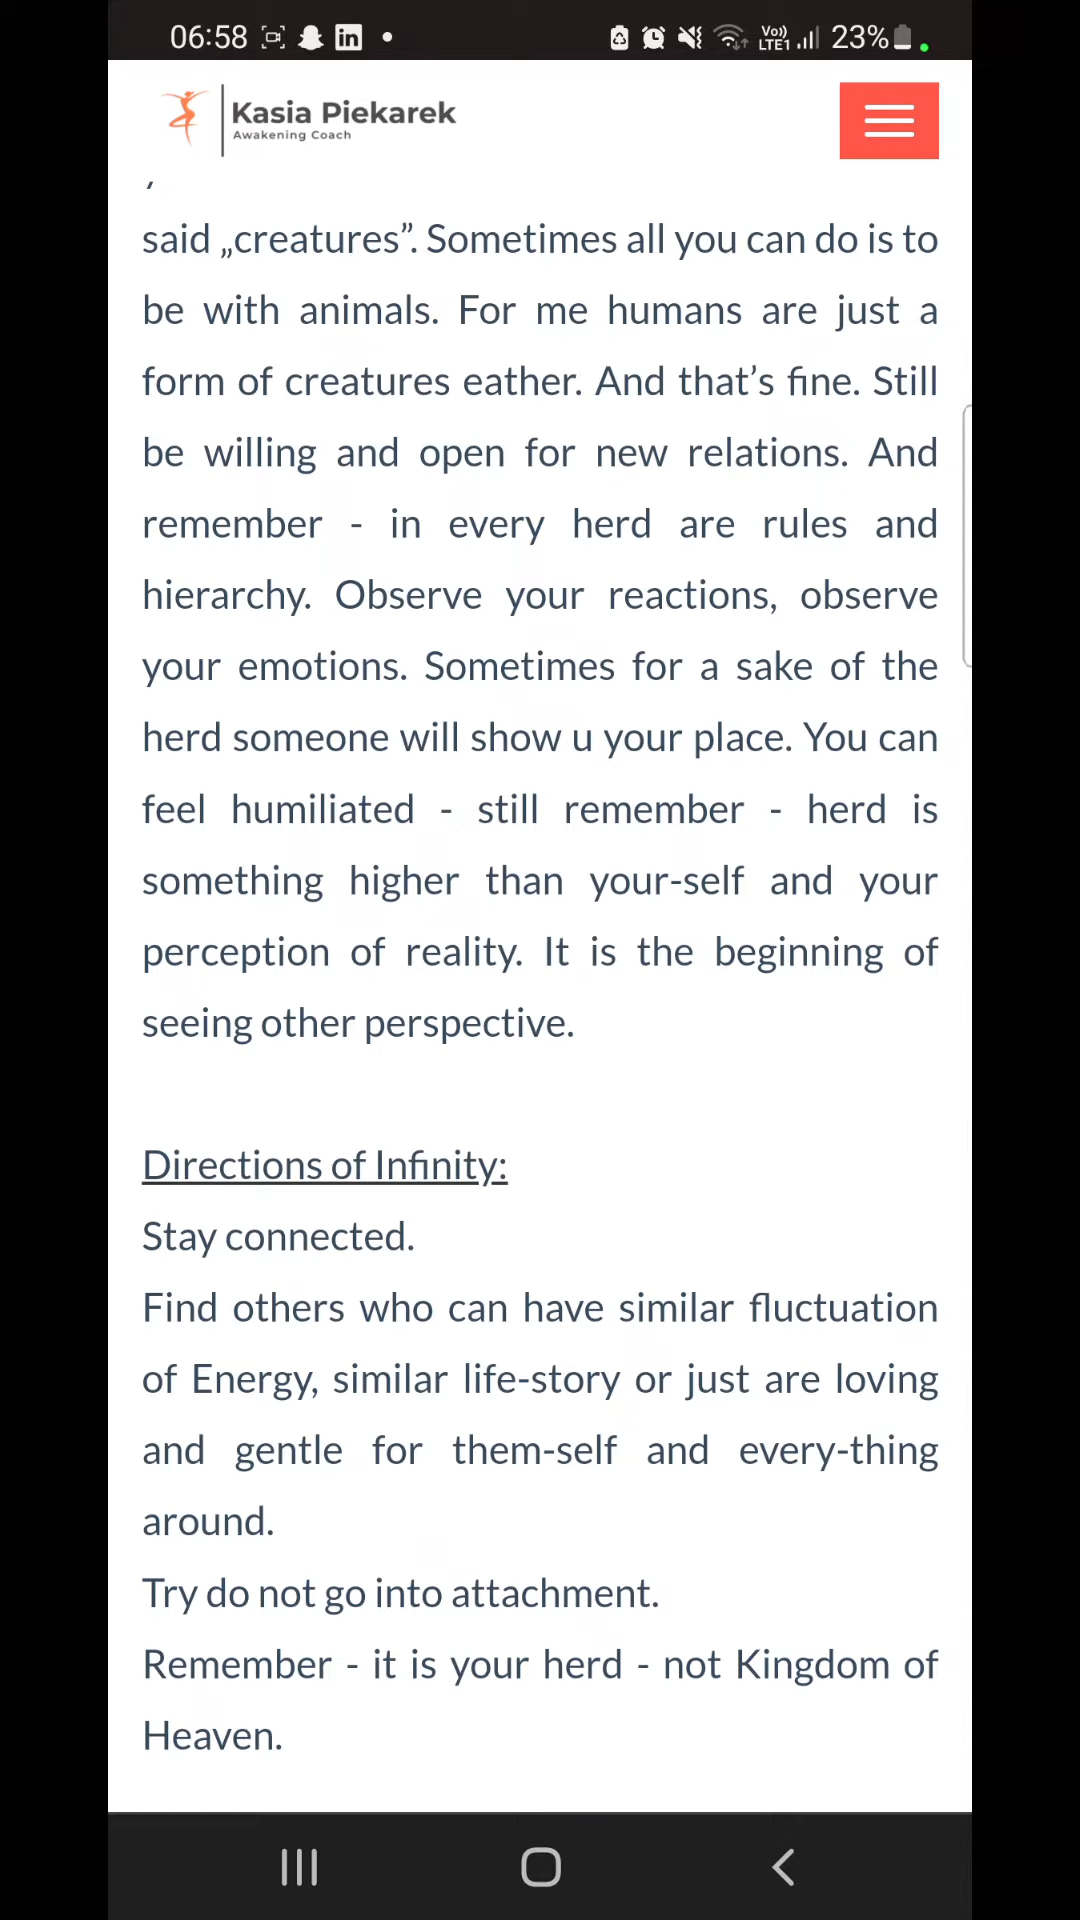 06:58
Vo))
LTE1
23%
Kasia Piekarek
Awakening Coach
said „creatures”. Sometimes all you can do is to
be with animals. For me humans are just a
form of creatures eather. And that’s fine. Still
be willing and open for new relations. And
remember - in every herd are rules and
hierarchy. Observe your reactions, observe
your emotions. Sometimes for a sake of the
herd someone will show u your place. You can
feel humiliated - still remember - herd is
something higher than your-self and your
perception of reality. It is the beginning of
seeing other perspective.
Directions of Infinity:
Stay connected.
Find others who can have similar fluctuation
of Energy, similar life-story or just are loving
and gentle for them-self and every-thing
around.
Try do not go into attachment.
Remember - it is your herd - not Kingdom of
Heaven.